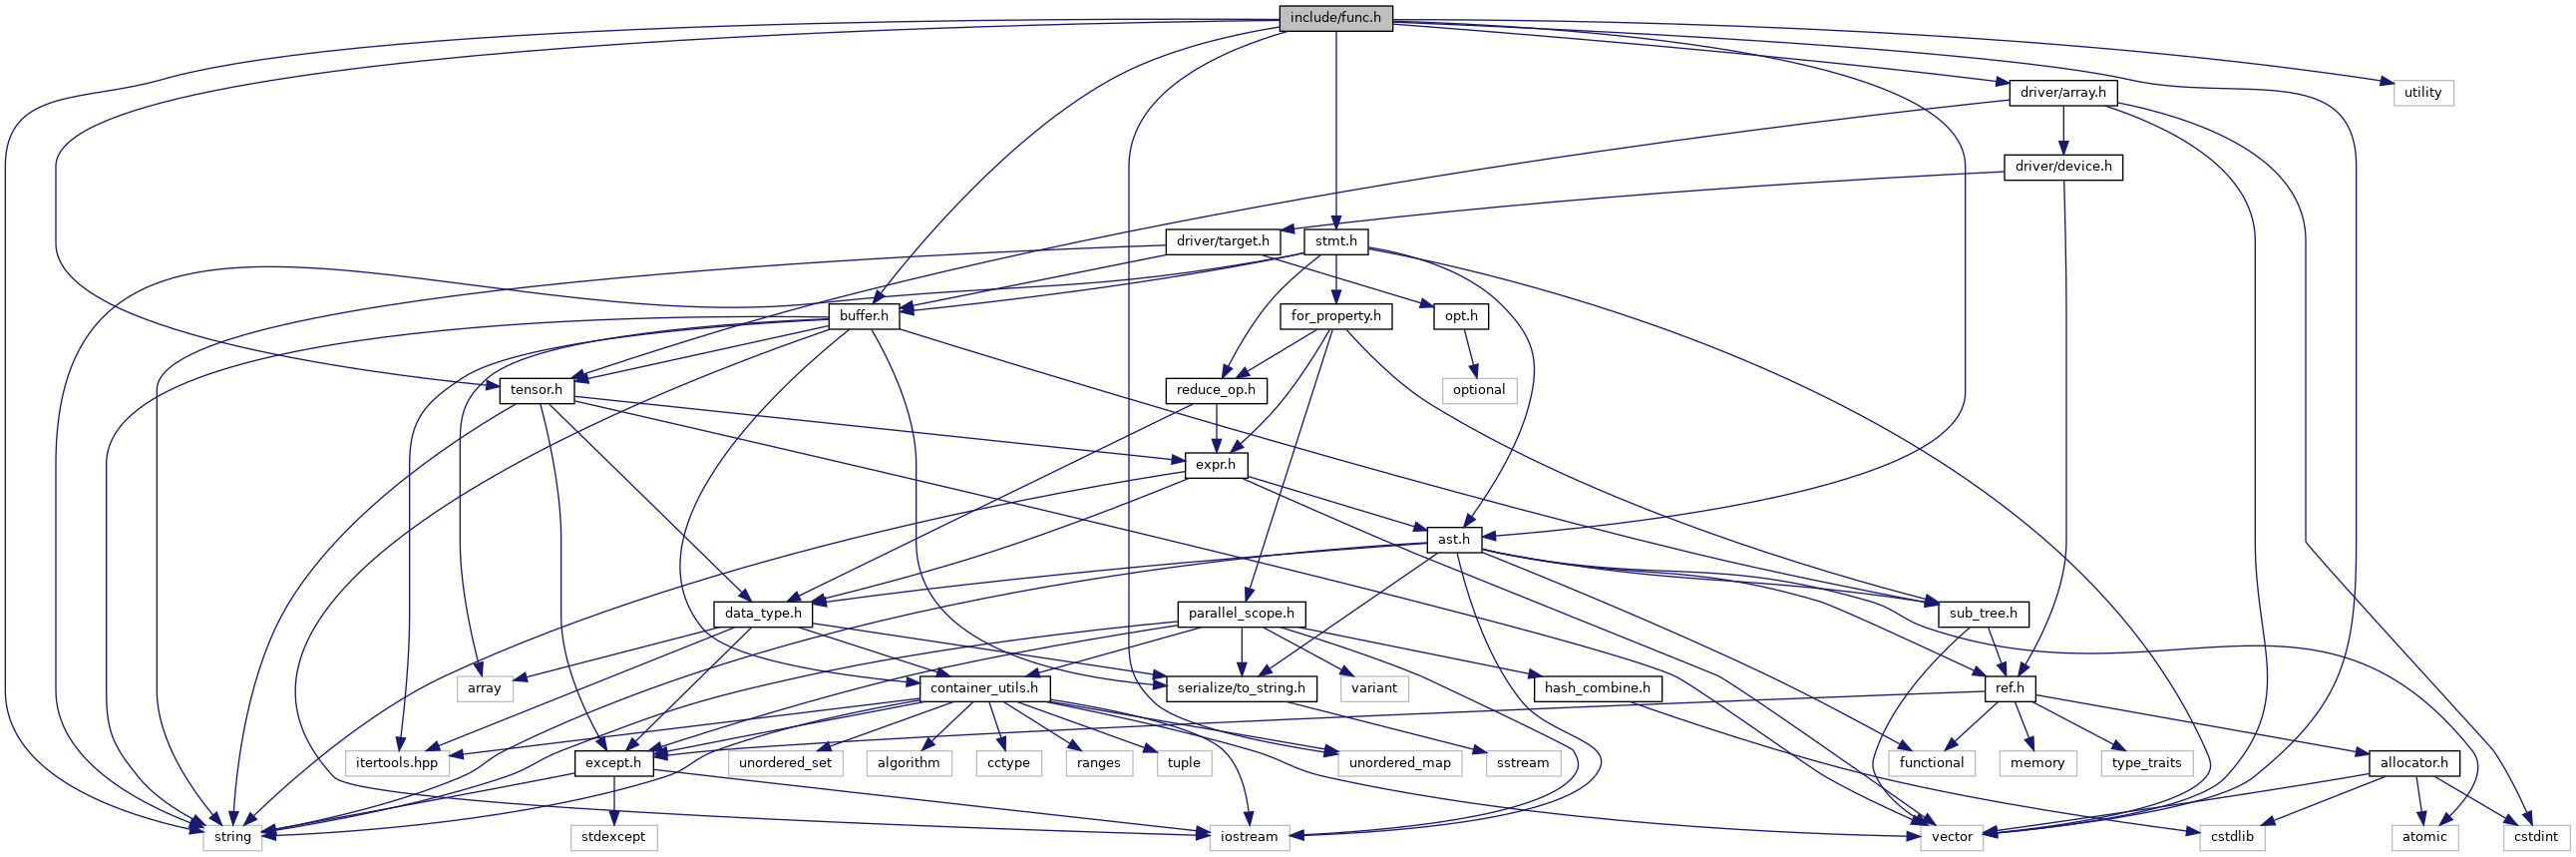 include/func.h
driver/array.h
utility
driver/device.h
driver/target.h
stmt.h
buffer.h
for_property.h
opt.h
tensor.h
reduce_op.h
optional
expr.h
ast.h
data_type.h
parallel_scope.h
sub_tree.h
array
container_utils.h
serialize/to_string.h
variant
hash_combine.h
ref.h
itertools.hpp
except.h
unordered_set
algorithm
cctype
ranges
tuple
unordered_map
sstream
functional
memory
type_traits
allocator.h
string
stdexcept
iostream
vector
cstdlib
atomic
cstdint